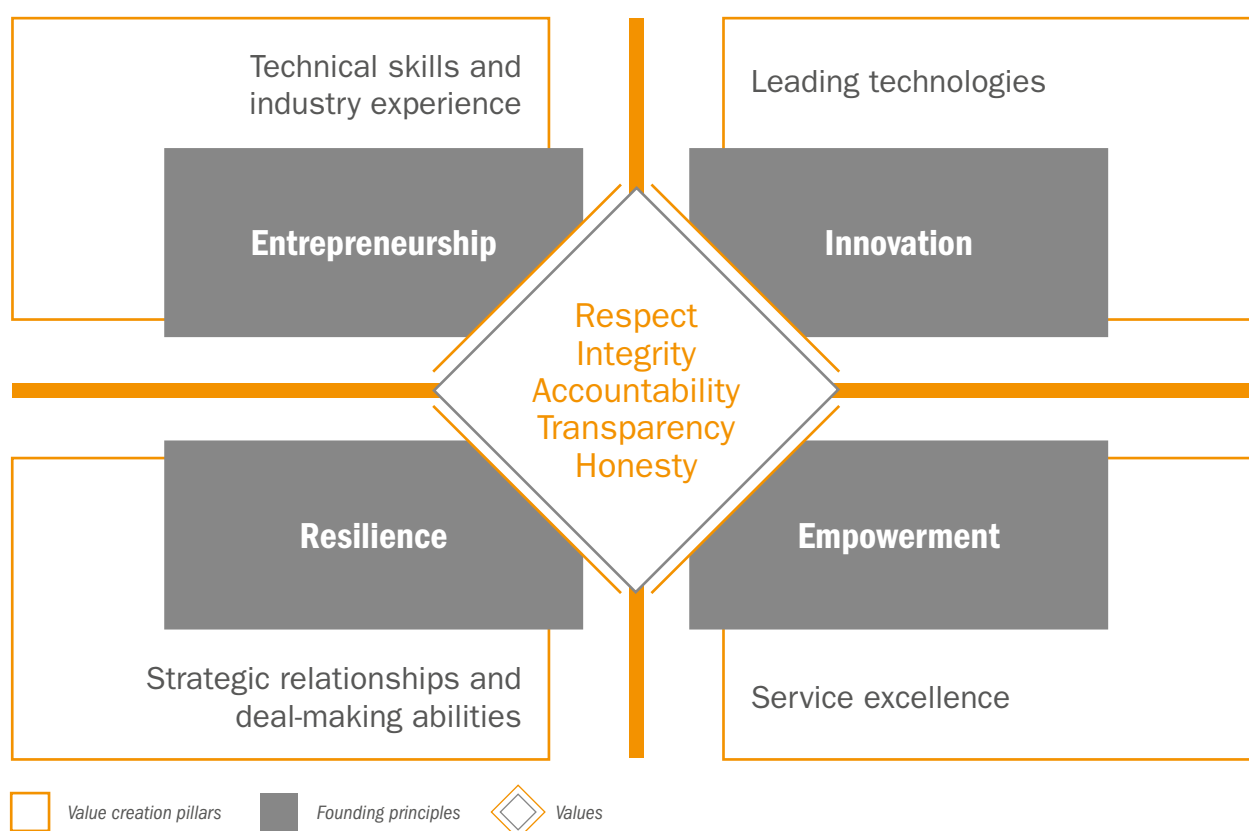 Technical skills and
industry experience
Leading technologies
Entrepreneurship
Innovation
Respect
Integrity
Accountability
Transparency
Honesty
Resilience
Empowerment
Strategic relationships and
deal-making abilities
Service excellence
Value creation pillars
Founding principles
Values